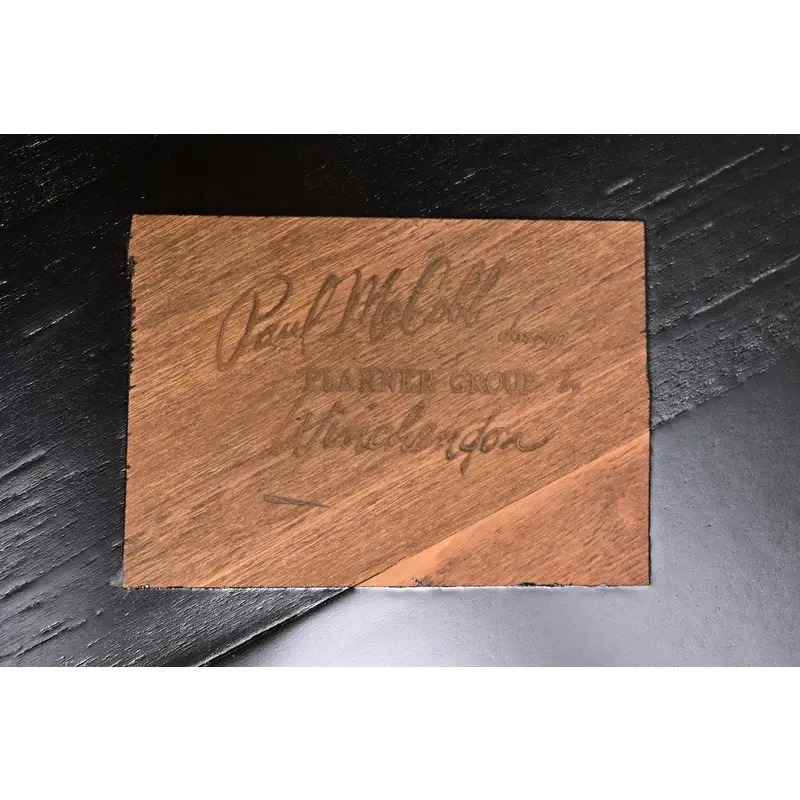 Paul McCobb design
PLANNER GROUP by
Winchendon